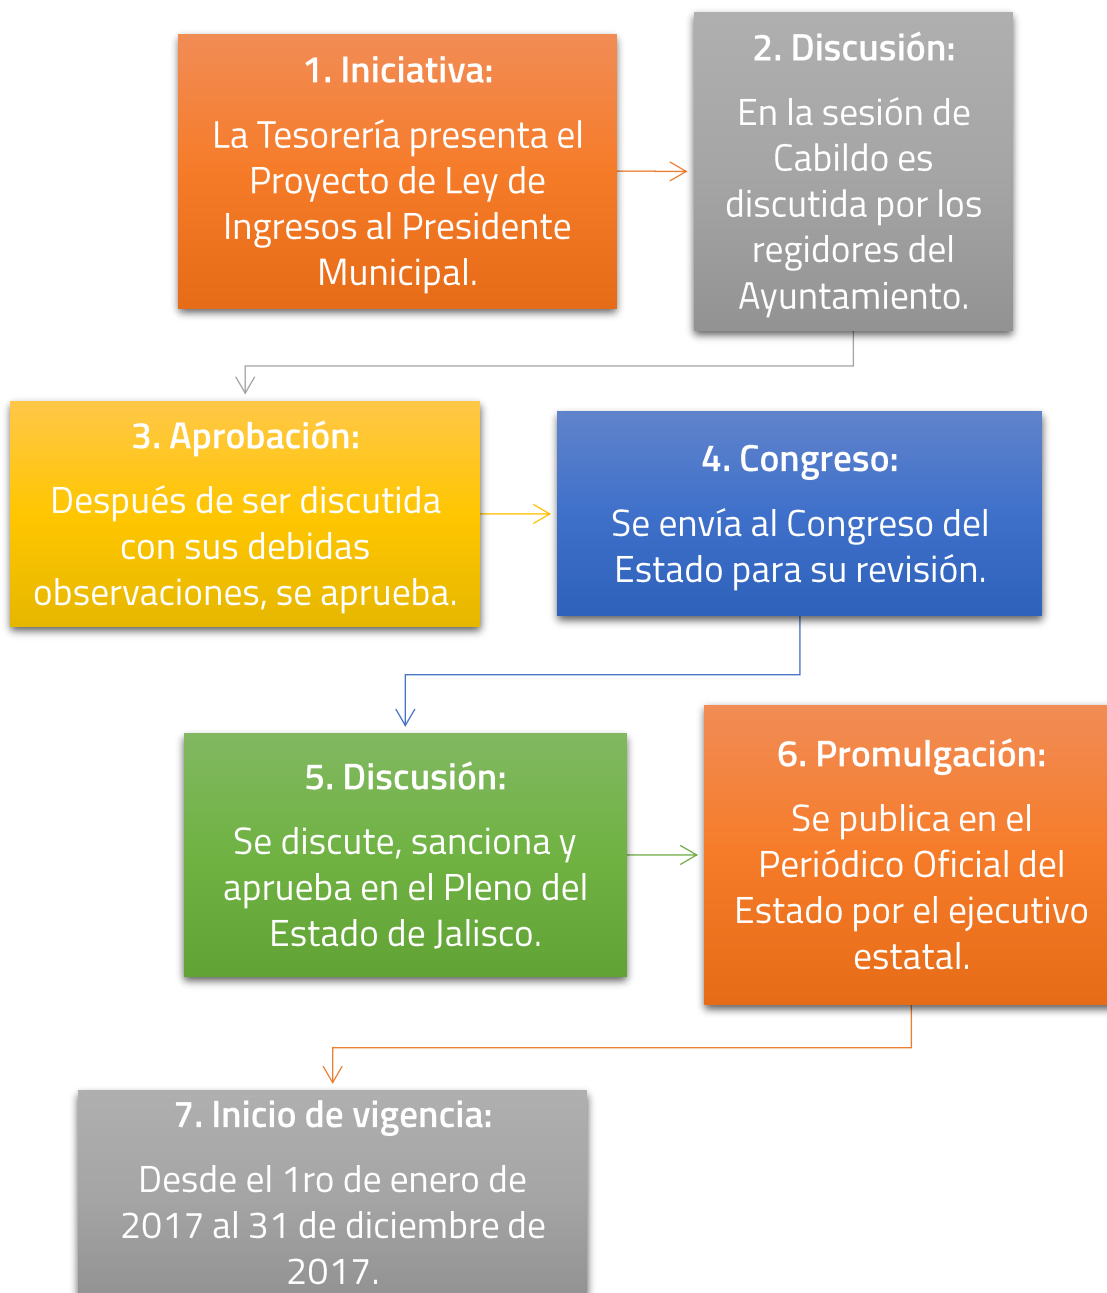 1. Iniciativa:
La Tesorería presenta el
Proyecto de Ley de
Ingresos al Presidente
Municipal.
2. Discusión:
En la sesión de
Cabildo es
discutida por los
regidores del
Ayuntamiento.
3. Aprobación:
Después de ser discutida
con sus debidas
observaciones, se aprueba.
4. Congreso:
Se envía al Congreso del
Estado para su revisión.
5. Discusión:
Se discute, sanciona y
aprueba en el Pleno del
Estado de Jalisco.
6. Promulgación:
Se publica en el
Periódico Oficial del
Estado por el ejecutivo
estatal.
7. Inicio de vigencia:
Desde el 1ro de enero de
2017 al 31 de diciembre de
2017.